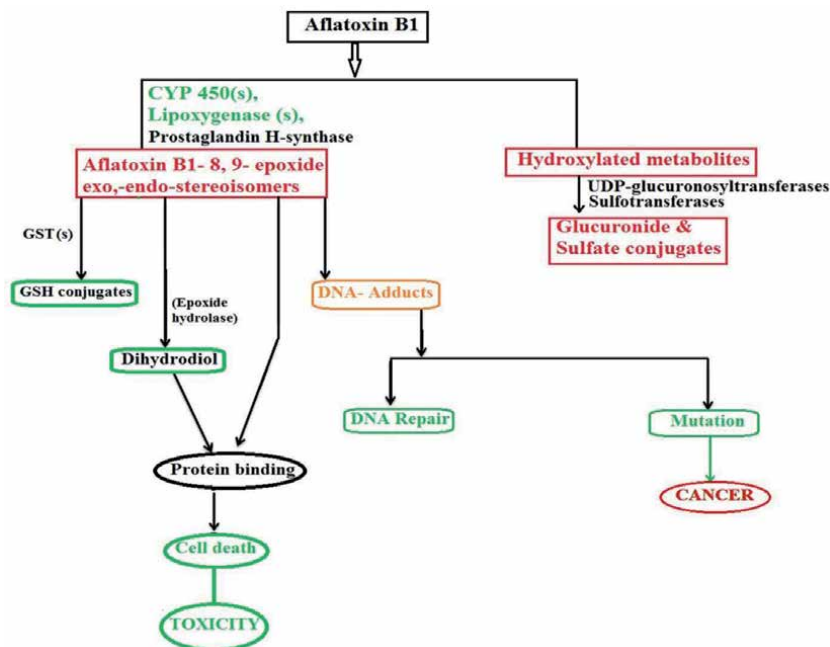 Aflatoxin B1
CYP 450(s),
Lipoxygenase (s),
Prostaglandin H-synthase
Aflatoxin B1- 8, 9- epoxide
exo,-endo-stereoisomers
Hydroxylated metabolites
UDP-glucuronosyltransferases
Sulfotransferases
Glucuronide &
Sulfate conjugates
GST(s)
GSH conjugates
(Epoxide
hydrolase)
DNA- Adducts
Dihydrodiol
DNA Repair
Mutation
Protein binding
CANCER
Cell death
TOXICITY